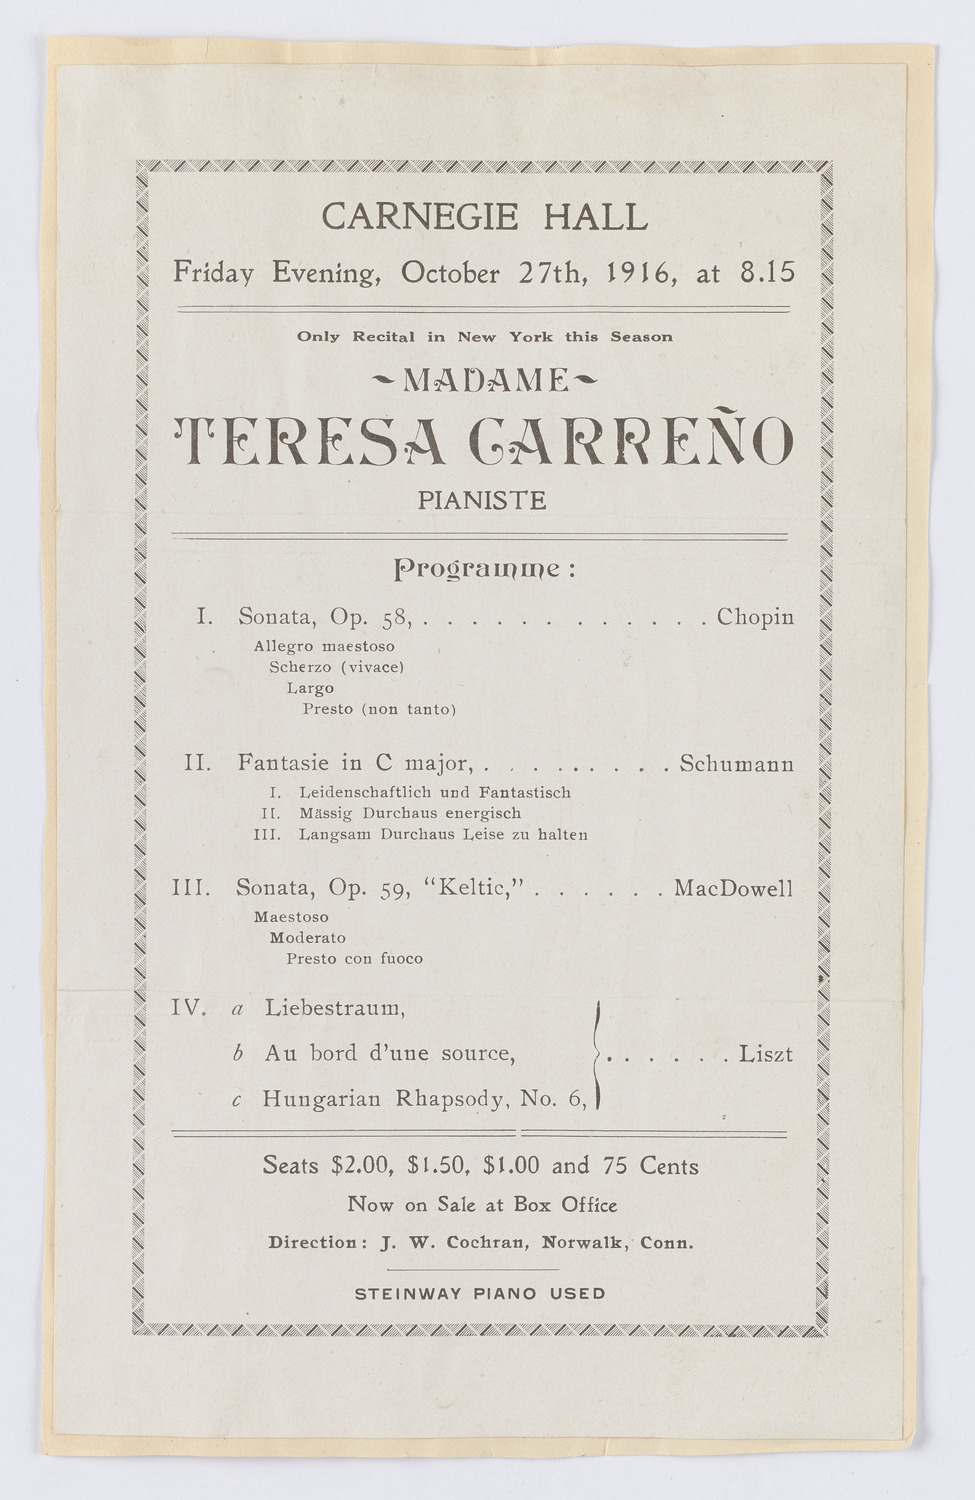 CARNEGIE HALL
Friday Evening, October 27th, 1916, at 8.15
Only Recital in New York this Season
~MADAME~
TERESA CARREÑO
PIANISTE
Programme :
I. Sonata, Op. 58, . . . . . . . . . . . . Chopin
Allegro maestoso
Scherzo (vivace)
Largo
Presto (non tanto)
II. Fantasie in C major, . . . . . . . . . Schumann
I. Leidenschaftlich und Fantastisch
II. Mässig Durchaus energisch
III. Langsam Durchaus Leise zu halten
III. Sonata, Op. 59, “Keltic,” . . . . . . MacDowell
Maestoso
Moderato
Presto con fuoco
IV. a Liebestraum,
b Au bord d’une source, . . . . . . Liszt
c Hungarian Rhapsody, No. 6,
Seats $2.00, $1.50, $1.00 and 75 Cents
Now on Sale at Box Office
Direction: J. W. Cochran, Norwalk, Conn.
STEINWAY PIANO USED